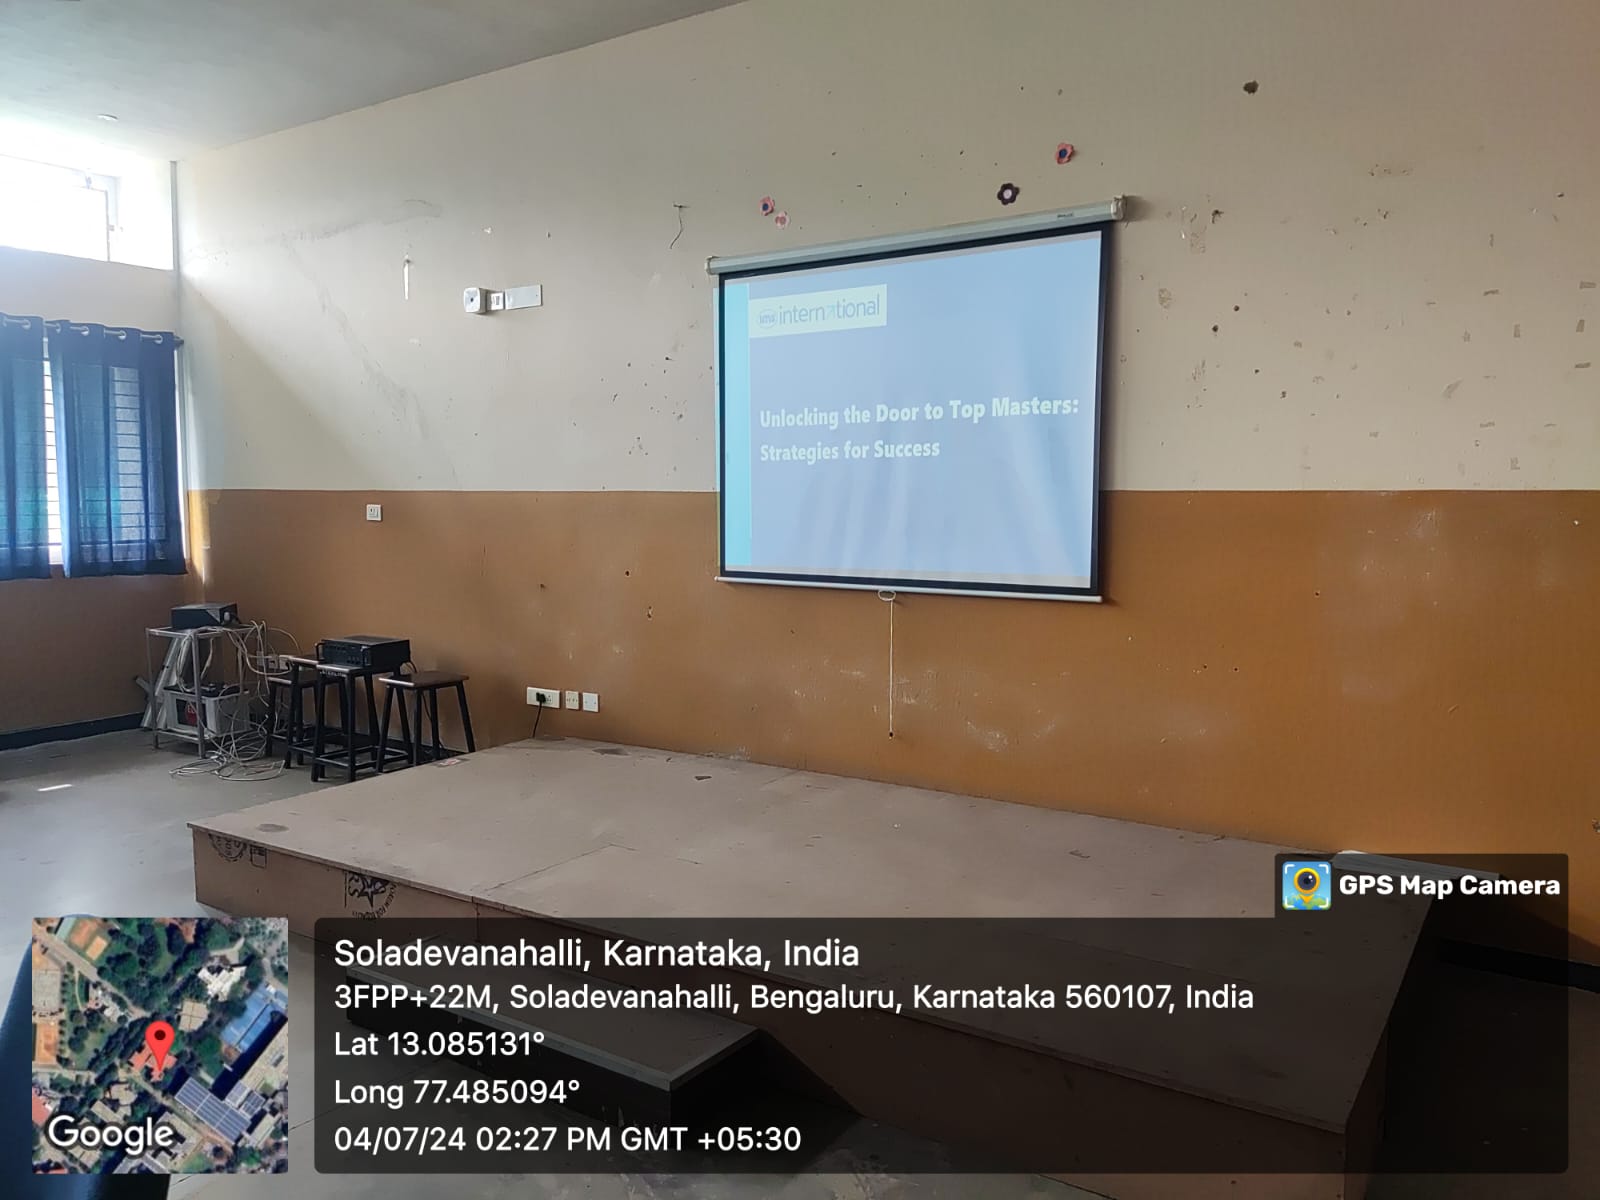 ims international
Unlocking the Door to Top Masters:
Strategies for Success
GPS Map Camera
Soladevanahalli, Karnataka, India
3FPP+22M, Soladevanahalli, Bengaluru, Karnataka 560107, India
Lat 13.085131°
Long 77.485094°
04/07/24 02:27 PM GMT +05:30
Google